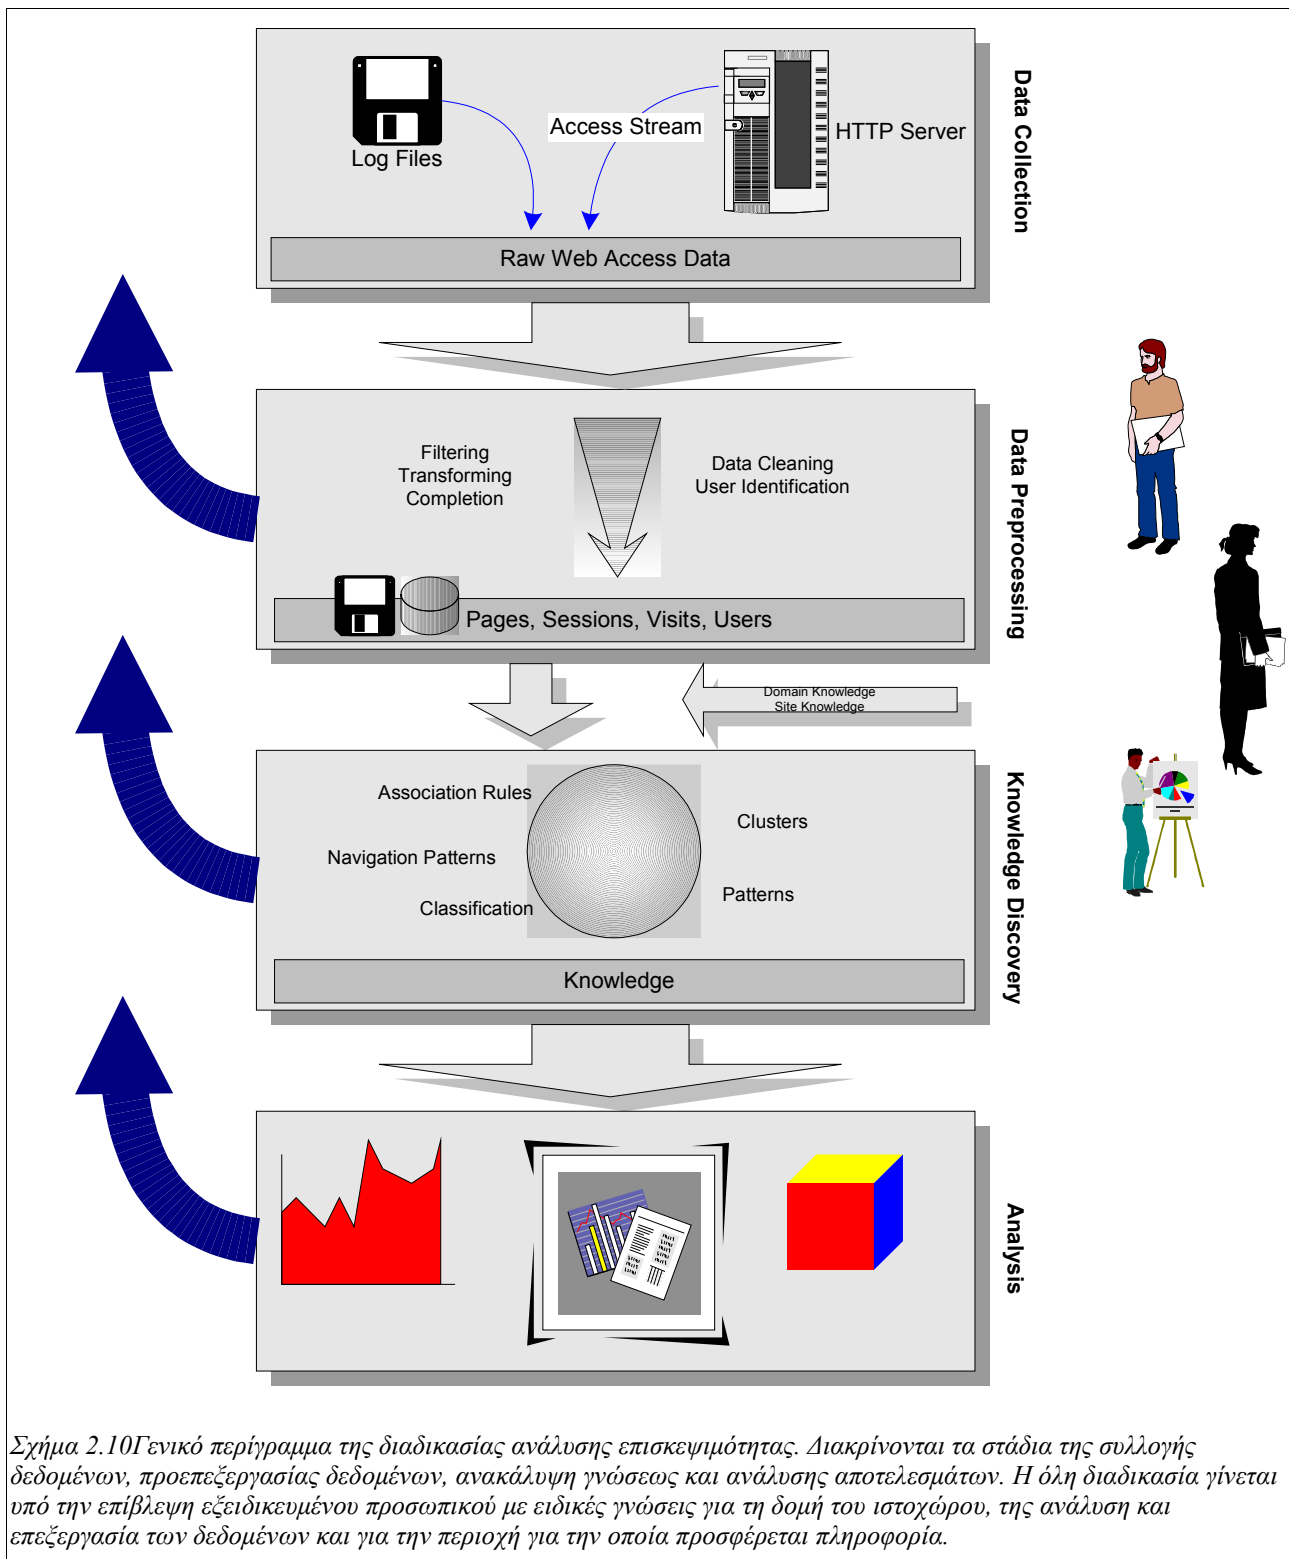 Log Files
Access Stream
HTTP Server
Raw Web Access Data
Data Collection
Filtering
Transforming
Completion
Data Cleaning
User Identification
Pages, Sessions, Visits, Users
Data Preprocessing
Domain Knowledge
Site Knowledge
Association Rules
Navigation Patterns
Classification
Clusters
Patterns
Knowledge
Knowledge Discovery
Analysis
Σχήμα 2.10Γενικό περίγραμμα της διαδικασίας ανάλυσης επισκεψιμότητας. Διακρίνονται τα στάδια της συλλογής
δεδομένων, προεπεξεργασίας δεδομένων, ανακάλυψη γνώσεως και ανάλυσης αποτελεσμάτων. Η όλη διαδικασία γίνεται
υπό την επίβλεψη εξειδικευμένου προσωπικού με ειδικές γνώσεις για τη δομή του ιστοχώρου, της ανάλυση και
επεξεργασία των δεδομένων και για την περιοχή για την οποία προσφέρεται πληροφορία.